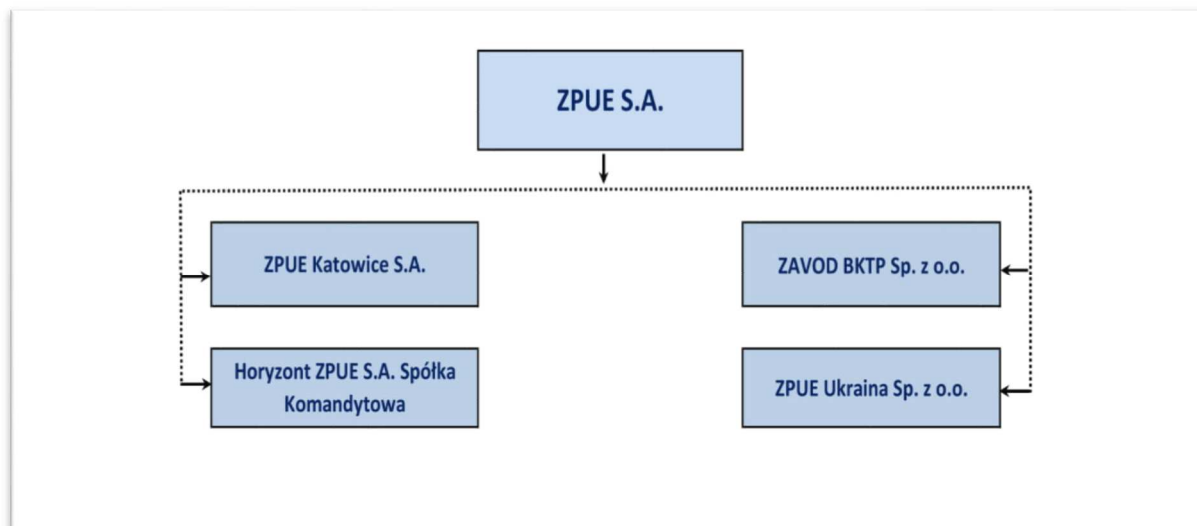 ZPUE S.A.
ZPUE Katowice S.A.
ZAVOD BKTP Sp. z o.o.
Horyzont ZPUE S.A. Spółka
Komandytowa
ZPUE Ukraina Sp. z o.o.